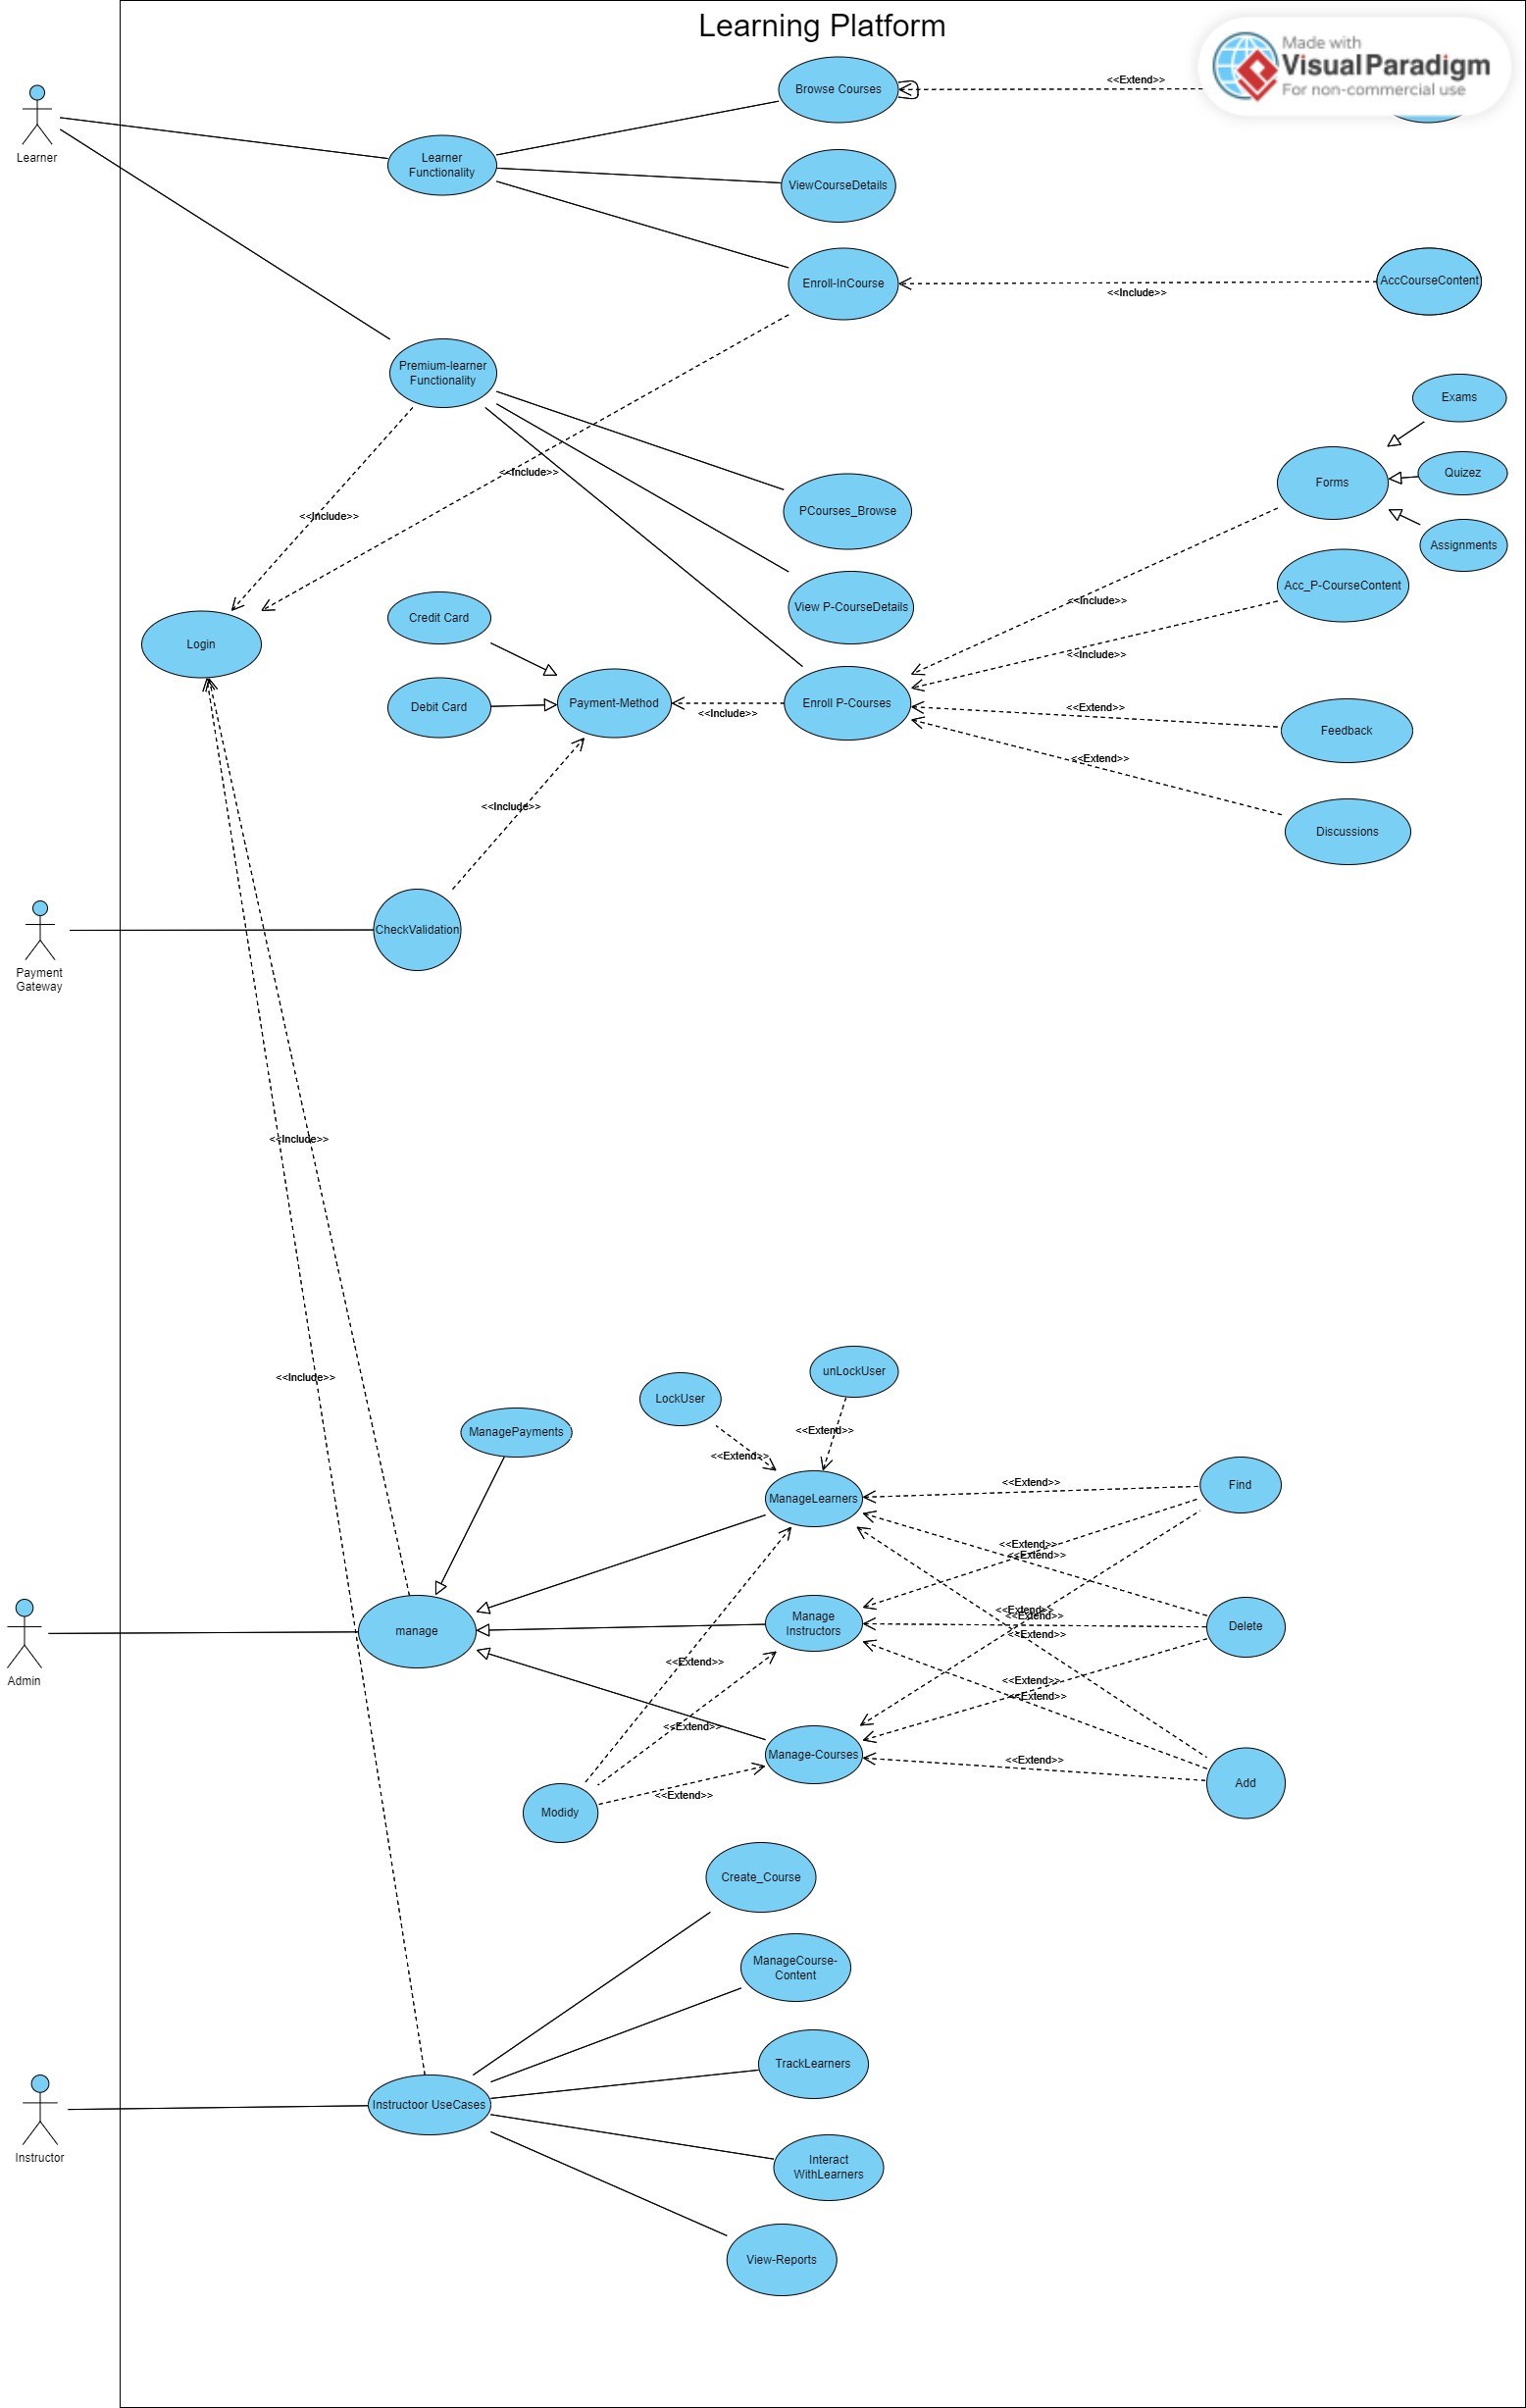 Learning Platform
Made with
VisualParadigm
For non-commercial use
Browse Courses
<<Extend>>
Learner
Learner
Functionality
ViewCourseDetails
Enroll-InCourse
<<Include>>
AccCourseContent
Premium-learner
Functionality
Exams
<<Include>>
Forms
Quizez
PCourses_Browse
<<Include>>
Assignments
Acc_P-CourseContent
<<Include>>
View P-CourseDetails
Credit Card
Login
<<Include>>
Debit Card
Payment-Method
<<Include>>
Enroll P-Courses
<<Extend>>
Feedback
<<Extend>>
<<Include>>
Discussions
CheckValidation
Payment
Gateway
<<Include>>
<<Include>>
unLockUser
LockUser
ManagePayments
<<Extend>>
<<Extend>>
ManageLearners
<<Extend>>
Find
<<Extend>>
<<Extend>>
<<Extend>>
<<Extend>>
Manage
Instructors
Delete
manage
<<Extend>>
Admin
<<Extend>>
<<Extend>>
<<Extend>>
<<Extend>>
Manage-Courses
<<Extend>>
Add
<<Extend>>
Modidy
Create_Course
ManageCourse-
Content
TrackLearners
Instructoor UseCases
Instructor
Interact
WithLearners
View-Reports